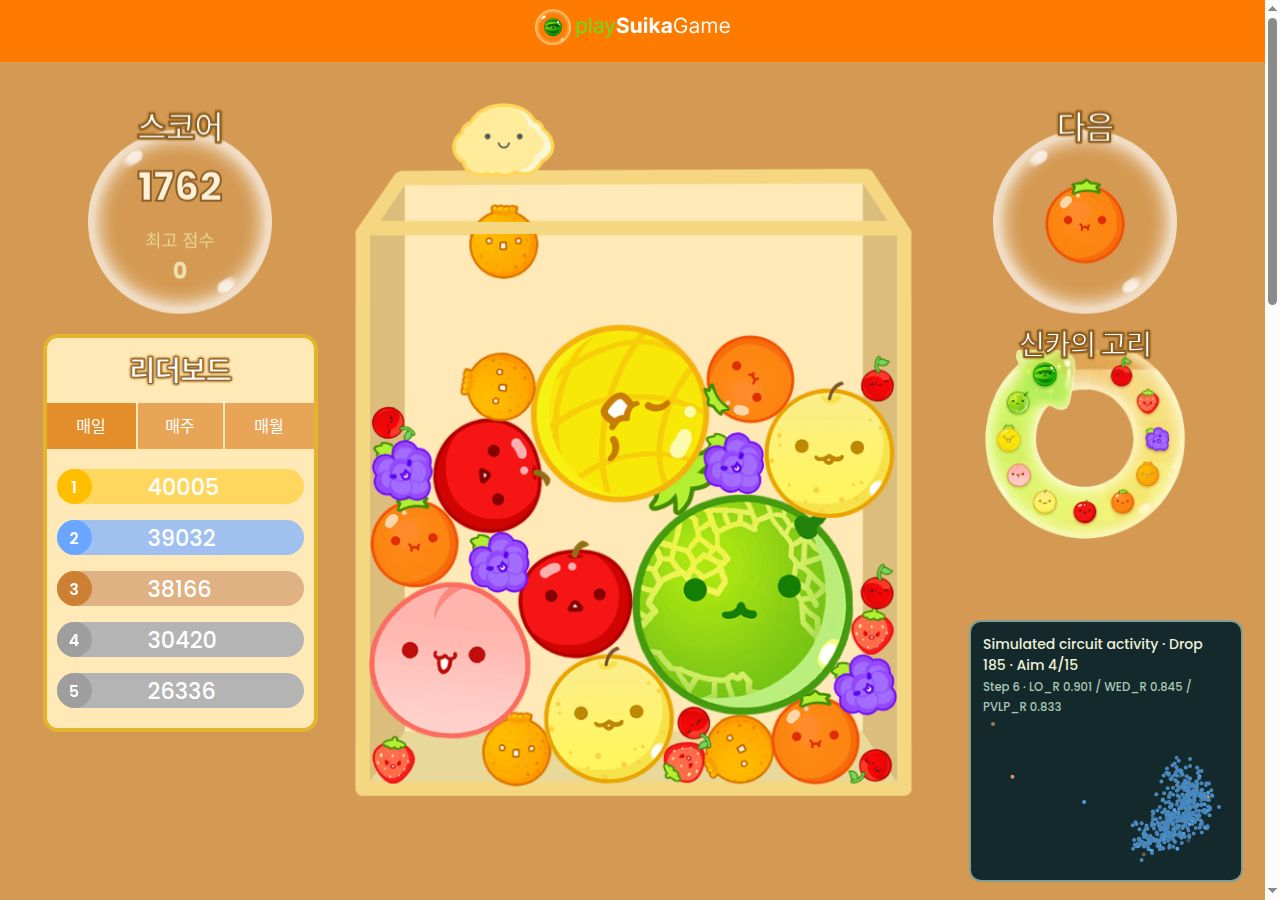 playSuikaGame
스코어
1762
최고 점수
0
리더보드
매일 매주 매월
1 40005
2 39032
3 38166
4 30420
5 26336
다음
신카의 고리
Simulated circuit activity · Drop
185 · Aim 4/15
Step 6 · LO_R 0.901 / WED_R 0.845 /
PVLP_R 0.833